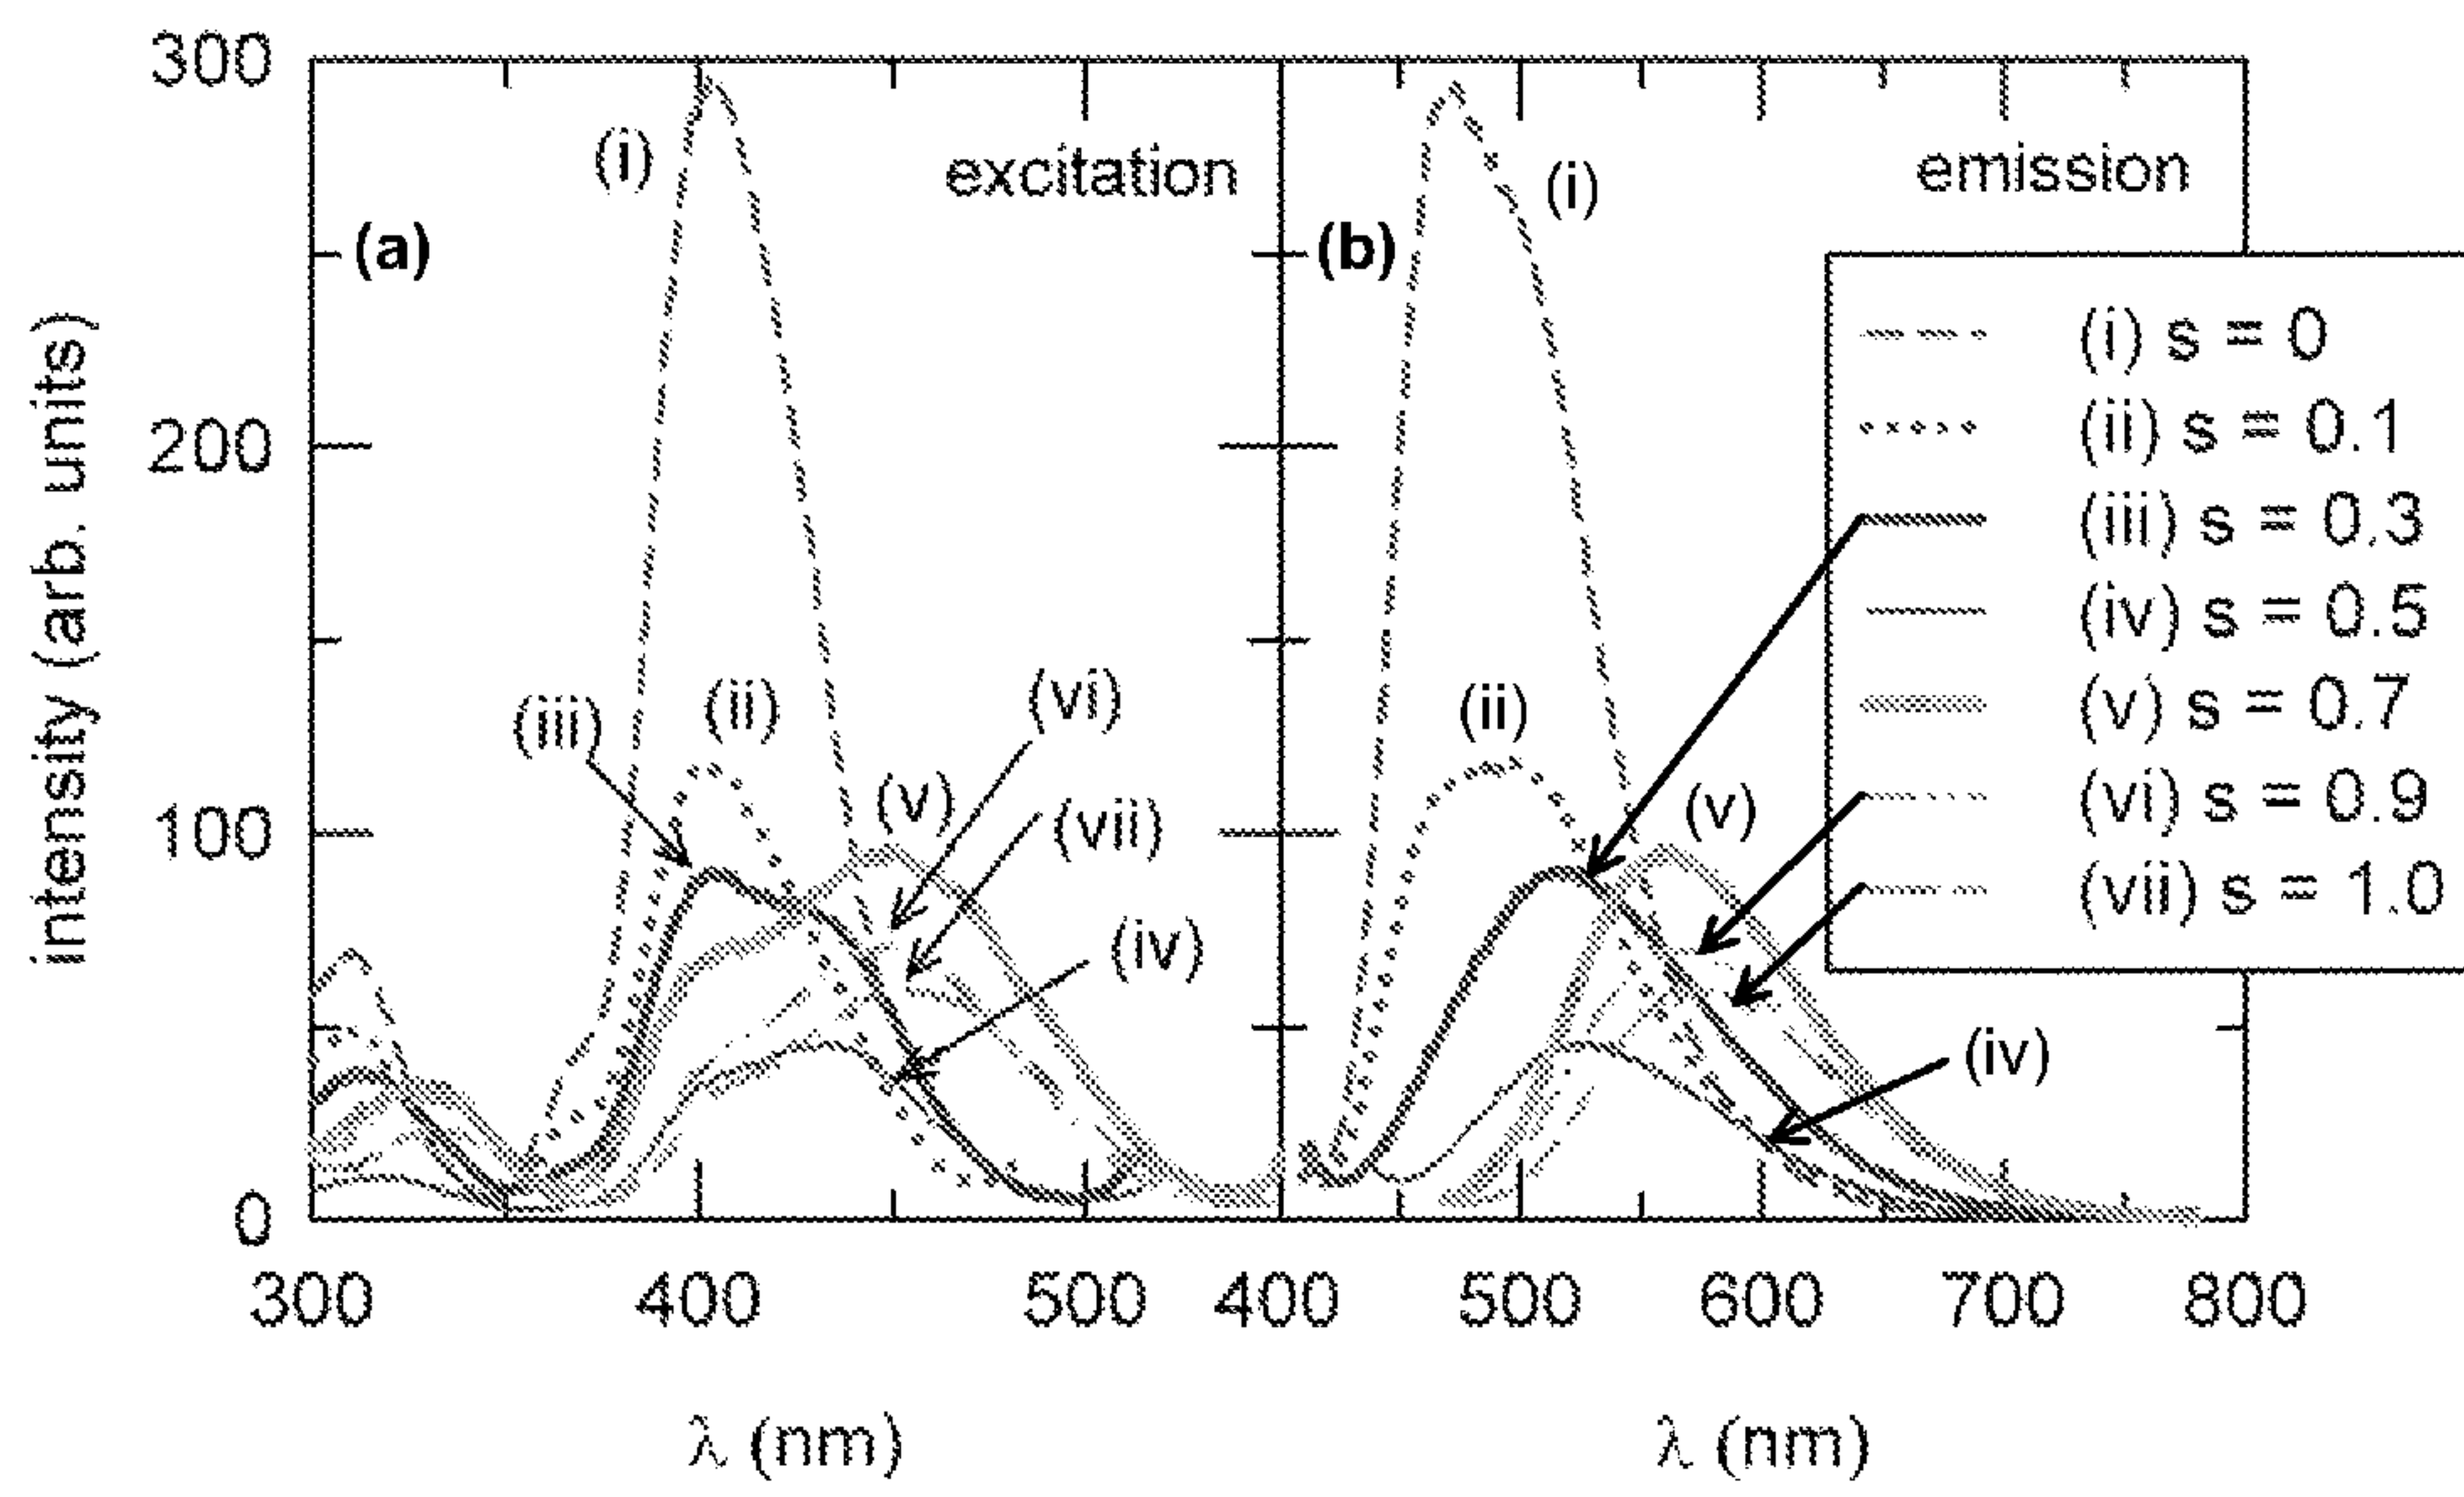 300
200
100
0
intensity (arb. units)
(i)
(a)
excitation
(iii)
(ii)
(vi)
(v)
(vii)
(iv)
300
400
500
λ (nm)
emission
(i)
(b)
(ii)
(v)
(iv)
(i) s = 0
(ii) s = 0.1
(iii) s = 0.3
(iv) s = 0.5
(v) s = 0.7
(vi) s = 0.9
(vii) s = 1.0
400
500
600
700
800
λ (nm)